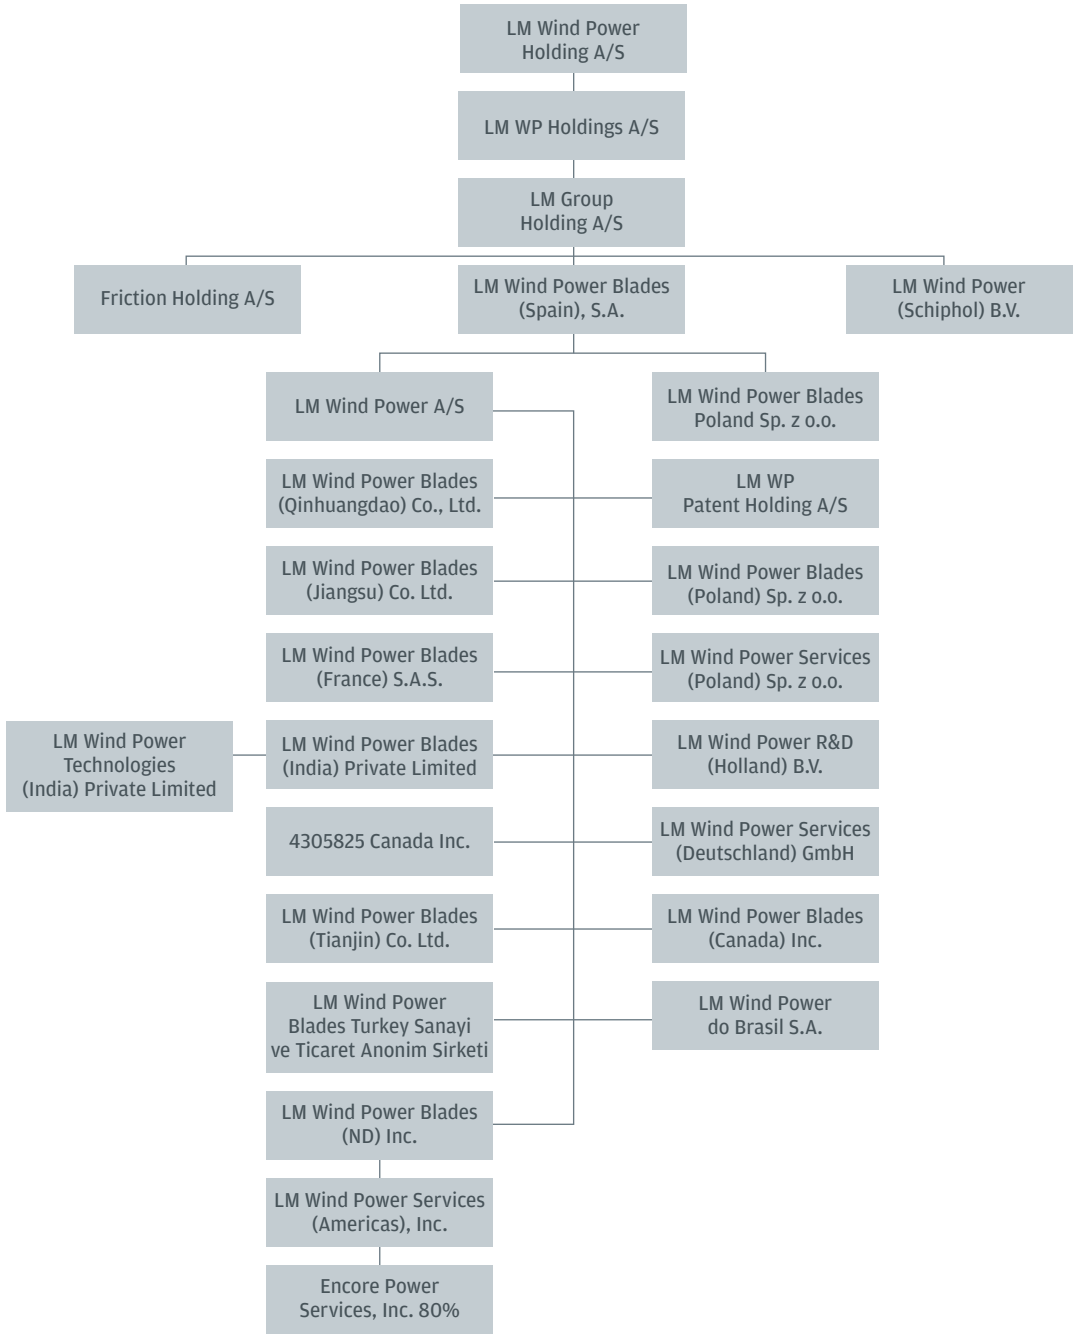 LM Wind Power
Holding A/S
LM WP Holdings A/S
LM Group
Holding A/S
Friction Holding A/S
LM Wind Power Blades
(Spain), S.A.
LM Wind Power
(Schiphol) B.V.
LM Wind Power A/S
LM Wind Power Blades
Poland Sp. z o.o.
LM Wind Power Blades
(Qinhuangdao) Co., Ltd.
LM WP
Patent Holding A/S
LM Wind Power Blades
(Jiangsu) Co. Ltd.
LM Wind Power Blades
(Poland) Sp. z o.o.
LM Wind Power Blades
(France) S.A.S.
LM Wind Power Services
(Poland) Sp. z o.o.
LM Wind Power
Technologies
(India) Private Limited
LM Wind Power Blades
(India) Private Limited
LM Wind Power R&D
(Holland) B.V.
4305825 Canada Inc.
LM Wind Power Services
(Deutschland) GmbH
LM Wind Power Blades
(Tianjin) Co. Ltd.
LM Wind Power Blades
(Canada) Inc.
LM Wind Power
Blades Turkey Sanayi
ve Ticaret Anonim Sirketi
LM Wind Power
do Brasil S.A.
LM Wind Power Blades
(ND) Inc.
LM Wind Power Services
(Americas), Inc.
Encore Power
Services, Inc. 80%